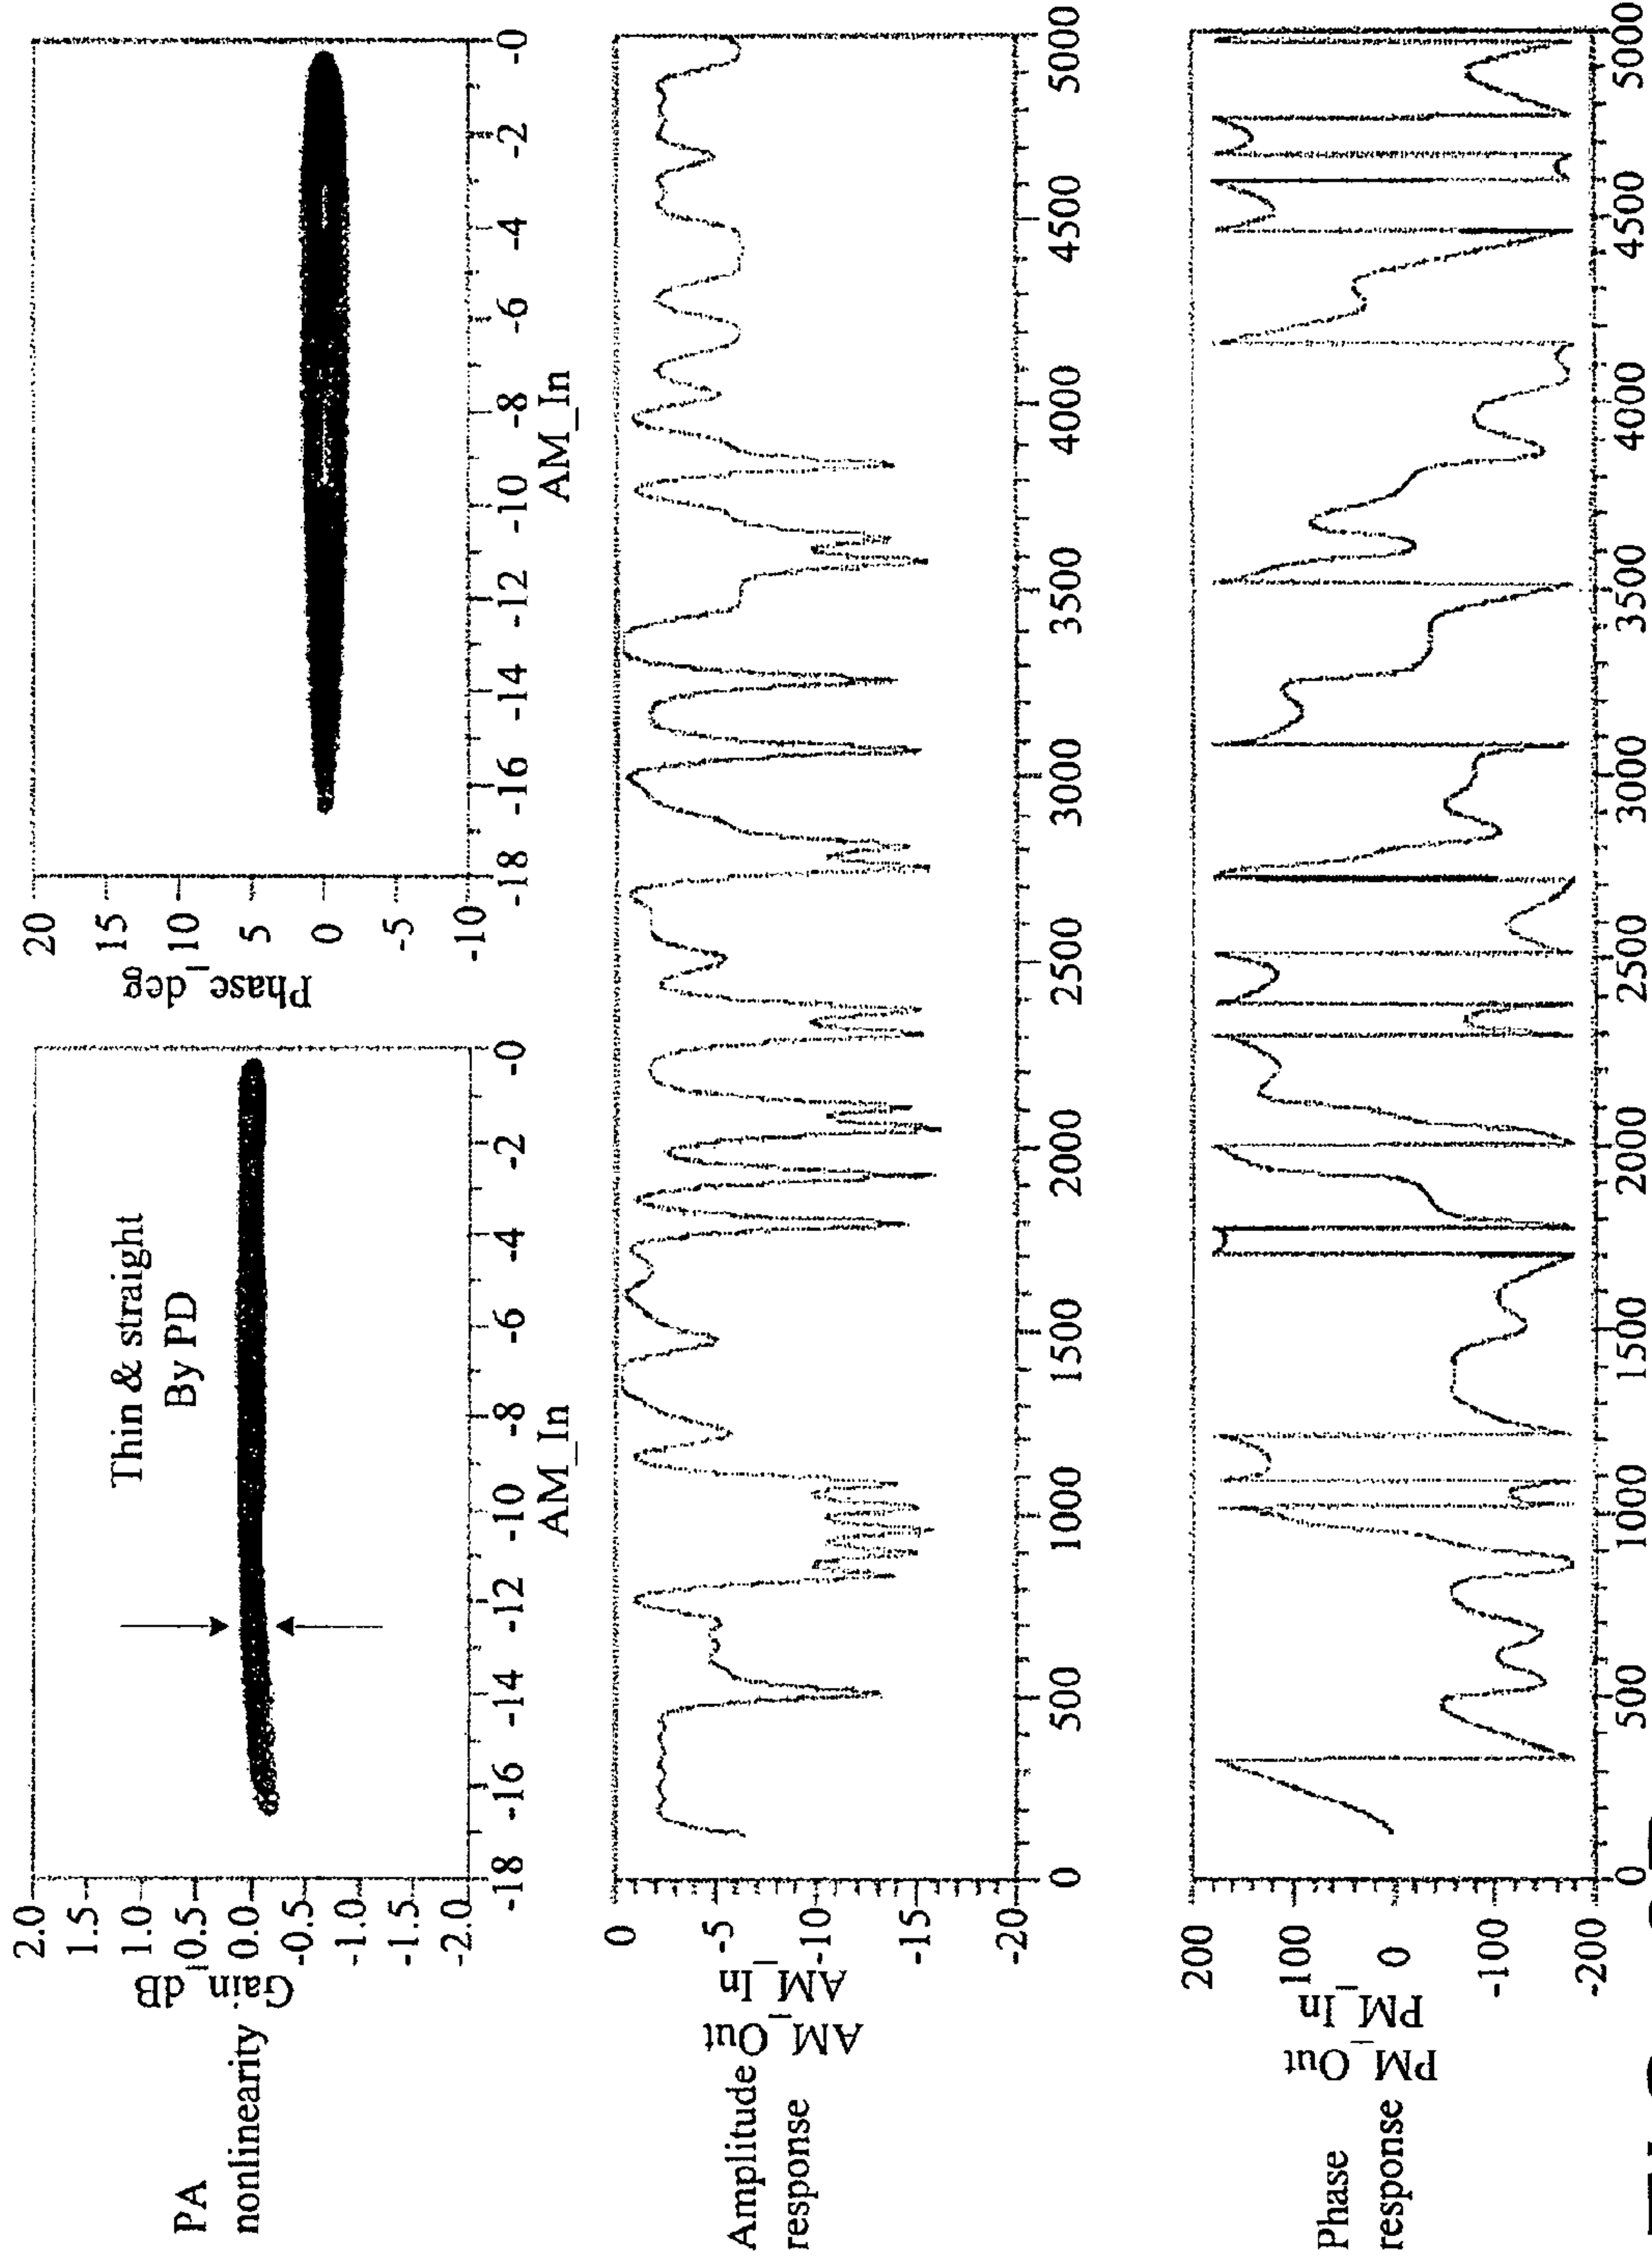 PA
nonlinearity
Gain_dB
2.0
1.5
1.0
0.5
0.0
-0.5
-1.0
-1.5
-2.0
Thin & straight
By PD
-18 -16 -14 -12 -10 -8 -6 -4 -2 -0
AM_In
Phase_deg
20
15
10
5
0
-5
-10
-18 -16 -14 -12 -10 -8 -6 -4 -2 -0
AM_In
Amplitude
response
AM_Out
AM_In
0
-5
-10
-15
-20
0 500 1000 1500 2000 2500 3000 3500 4000 4500 5000
Phase
response
PM_Out
PM_In
200
100
0
-100
-200
0 500 1000 1500 2000 2500 3000 3500 4000 4500 5000